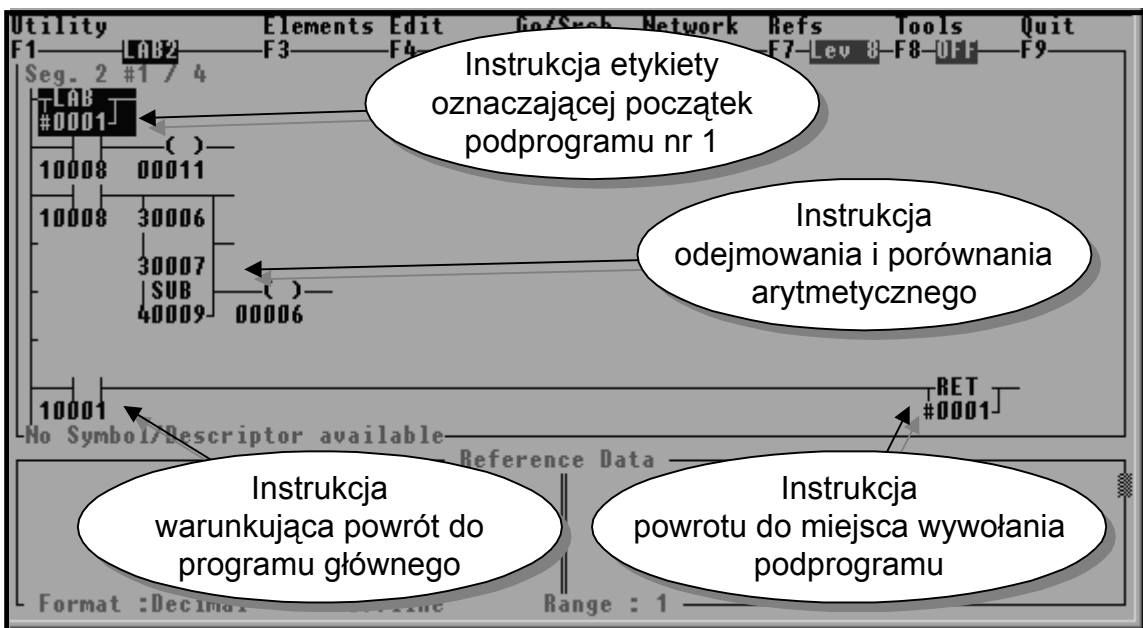 Utility Elements Edit Go/Srch Network Refs Tools Quit
F1 LAB2 F3 F4 F7 Lev 8 F8 OFF F9
Seg. 2 #1 / 4
LAB
#0001
( )
10008 00011
10008 30006
30007
SUB ( )
40009 00006
RET
10001 #0001
No Symbol/Descriptor available
Reference Data
Format :Decimal Range : 1
Instrukcja etykiety
oznaczającej początek
podprogramu nr 1
Instrukcja
odejmowania i porównania
arytmetycznego
Instrukcja
warunkująca powrót do
programu głównego
Instrukcja
powrotu do miejsca wywołania
podprogramu